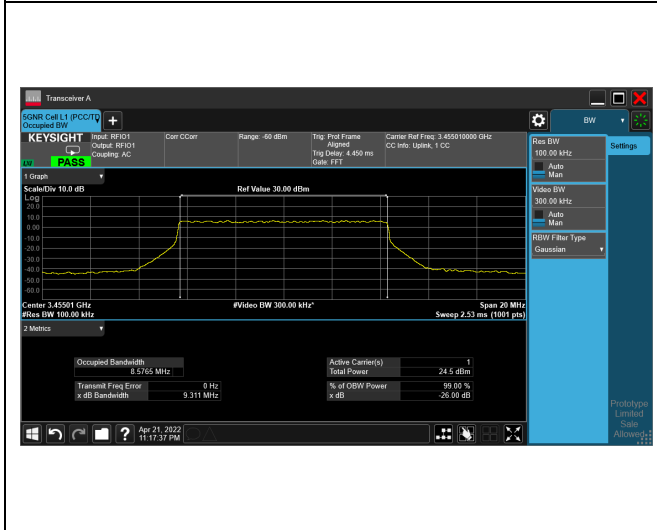 Transceiver A
5GNR Cell L1 (PCC/TD
Occupied BW
+
BW
KEYSIGHT
LV
PASS
Input: RFIO1
Output: RFIO1
Coupling: AC
Corr CCorr
Range: -60 dBm
Trig: Prot Frame
Aligned
Trig Delay: 4.450 ms
Gate: FFT
Carrier Ref Freq: 3.455010000 GHz
CC Info: Uplink, 1 CC
1 Graph
Scale/Div 10.0 dB
Ref Value 30.00 dBm
Log
20.0
10.0
0.00
-10.0
-20.0
-30.0
-40.0
-50.0
-60.0
Center 3.45501 GHz
#Video BW 300.00 kHz*
Span 20 MHz
#Res BW 100.00 kHz
Sweep 2.53 ms (1001 pts)
2 Metrics
Occupied Bandwidth
8.5765 MHz
Transmit Freq Error 0 Hz
x dB Bandwidth 9.311 MHz
Active Carrier(s) 1
Total Power 24.5 dBm
% of OBW Power 99.00 %
x dB -26.00 dB
Res BW
100.00 kHz
Auto
Man
Video BW
300.00 kHz
Auto
Man
RBW Filter Type
Gaussian
Settings
Prototype
Limited
Sale
Allowed
?
Apr 21, 2022
11:17:37 PM